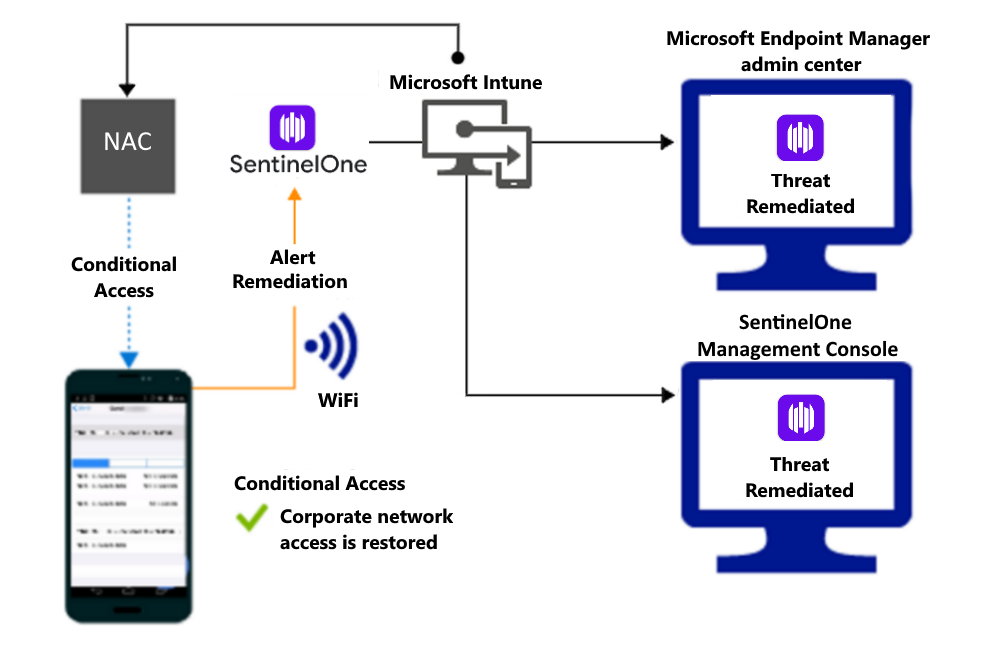 Microsoft Endpoint Manager
admin center
Microsoft Intune
NAC
SentinelOne
Threat
Remediated
Conditional
Access
Alert
Remediation
WiFi
SentinelOne
Management Console
Threat
Remediated
Conditional Access
Corporate network
access is restored